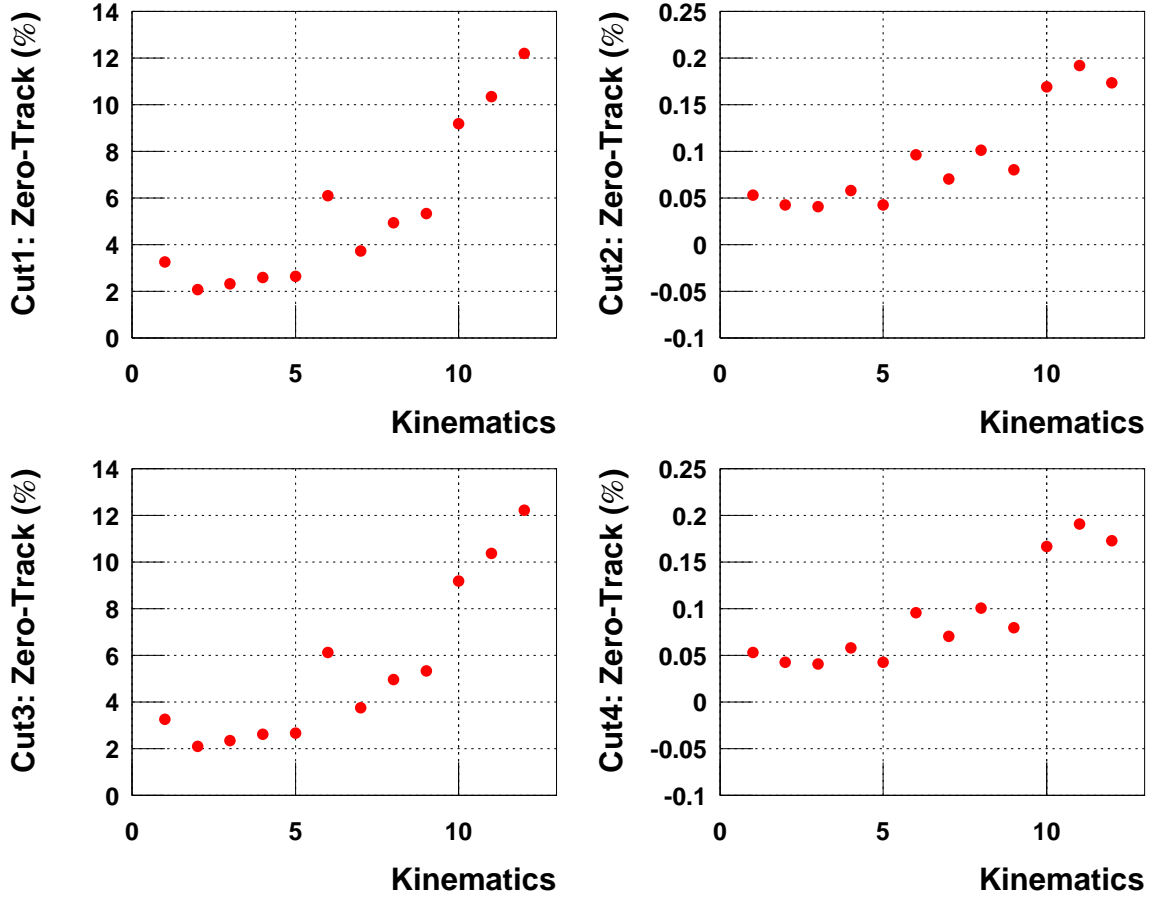 Cut1: Zero-Track (%)
14
12
10
8
6
4
2
0
0 5 10
Kinematics
Cut2: Zero-Track (%)
0.25
0.2
0.15
0.1
0.05
0
-0.05
-0.1
0 5 10
Kinematics
Cut3: Zero-Track (%)
14
12
10
8
6
4
2
0
0 5 10
Kinematics
Cut4: Zero-Track (%)
0.25
0.2
0.15
0.1
0.05
0
-0.05
-0.1
0 5 10
Kinematics